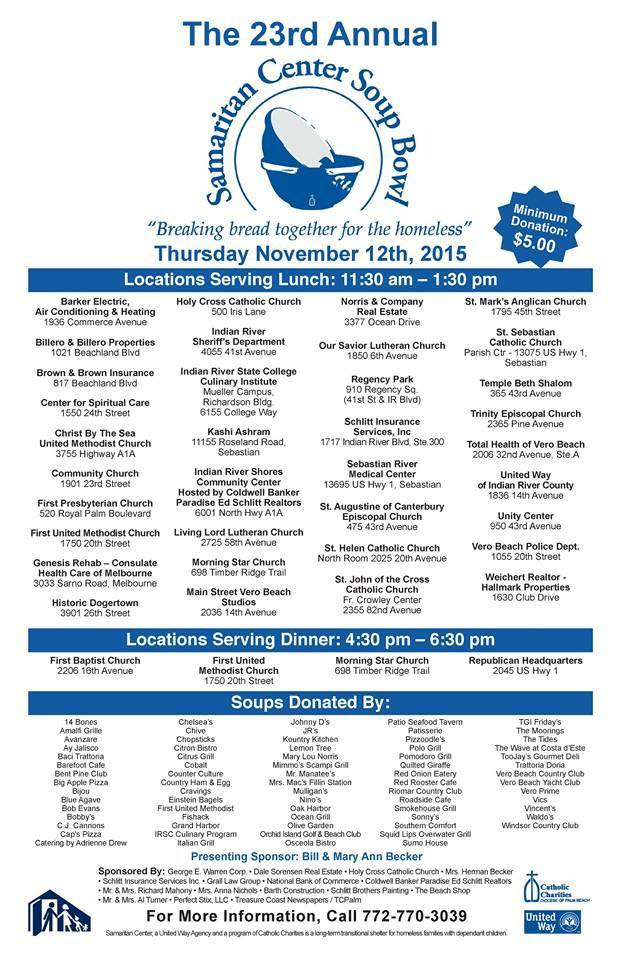 The 23rd Annual
Samaritan Center Soup Bowl
"Breaking bread together for the homeless"
Thursday November 12th, 2015
Minimum
Donation:
$5.00
Locations Serving Lunch: 11:30 am – 1:30 pm
Barker Electric,
Air Conditioning & Heating
1936 Commerce Avenue
Billero & Billero Properties
1021 Beachland Blvd
Brown & Brown Insurance
817 Beachland Blvd
Center for Spiritual Care
1550 24th Street
Christ By The Sea
United Methodist Church
3755 Highway A1A
Community Church
1901 23rd Street
First Presbyterian Church
520 Royal Palm Boulevard
First United Methodist Church
1750 20th Street
Genesis Rehab – Consulate
Health Care of Melbourne
3033 Sarno Road, Melbourne
Historic Dogertown
3901 26th Street
Holy Cross Catholic Church
500 Iris Lane
Indian River
Sheriff's Department
4055 41st Avenue
Indian River State College
Culinary Institute
Mueller Campus,
Richardson Bldg.
6155 College Way
Kashi Ashram
11155 Roseland Road,
Sebastian
Indian River Shores
Community Center
Hosted by Coldwell Banker
Paradise Ed Schlitt Realtors
6001 North Hwy A1A
Living Lord Lutheran Church
2725 58th Avenue
Morning Star Church
698 Timber Ridge Trail
Main Street Vero Beach
Studios
2036 14th Avenue
Norris & Company
Real Estate
3377 Ocean Drive
Our Savior Lutheran Church
1850 6th Avenue
Regency Park
910 Regency Sq.
(41st St & IR Blvd)
Schlitt Insurance
Services, Inc
1717 Indian River Blvd, Ste.300
Sebastian River
Medical Center
13695 US Hwy 1, Sebastian
St. Augustine of Canterbury
Episcopal Church
475 43rd Avenue
St. Helen Catholic Church
North Room 2025 20th Avenue
St. John of the Cross
Catholic Church
Fr. Crowley Center
2355 82nd Avenue
St. Mark's Anglican Church
1795 45th Street
St. Sebastian
Catholic Church
Parish Ctr - 13075 US Hwy 1,
Sebastian
Temple Beth Shalom
365 43rd Avenue
Trinity Episcopal Church
2365 Pine Avenue
Total Health of Vero Beach
2006 32nd Avenue, Ste.A
United Way
of Indian River County
1836 14th Avenue
Unity Center
950 43rd Avenue
Vero Beach Police Dept.
1055 20th Street
Weichert Realtor -
Hallmark Properties
1630 Club Drive
Locations Serving Dinner: 4:30 pm – 6:30 pm
First Baptist Church
2206 16th Avenue
First United
Methodist Church
1750 20th Street
Morning Star Church
698 Timber Ridge Trail
Republican Headquarters
2045 US Hwy 1
Soups Donated By:
14 Bones
Amalfi Grille
Avanzare
Ay Jalisco
Baci Trattoria
Barefoot Cafe
Bent Pine Club
Big Apple Pizza
Bijou
Blue Agave
Bob Evans
Bobby's
C.J. Cannons
Cap's Pizza
Catering by Adrienne Drew
Chelsea's
Chive
Chopsticks
Citron Bistro
Citrus Grill
Cobalt
Counter Culture
Country Ham & Egg
Cravings
Einstein Bagels
First United Methodist
Fishack
Grand Harbor
IRSC Culinary Program
Italian Grill
Johnny D's
JR's
Kountry Kitchen
Lemon Tree
Mary Lou Norris
Mimmo's Scampi Grill
Mr. Manatee's
Mrs. Mac's Fillin Station
Mulligan's
Nino's
Oak Harbor
Ocean Grill
Olive Garden
Orchid Island Golf & Beach Club
Osceola Bistro
Patio Seafood Tavern
Patisserie
Pizzoodle's
Polo Grill
Pomodoro Grill
Quilted Giraffe
Red Onion Eatery
Red Rooster Cafe
Riomar Country Club
Roadside Cafe
Smokehouse Grill
Sonny's
Southern Comfort
Squid Lips Overwater Grill
Sumo House
TGI Friday's
The Moorings
The Tides
The Wave at Costa d'Este
TooJay's Gourmet Deli
Trattoria Doria
Vero Beach Country Club
Vero Beach Yacht Club
Vero Prime
Vics
Vincent's
Waldo's
Windsor Country Club
Presenting Sponsor: Bill & Mary Ann Becker
Sponsored By: George E. Warren Corp. • Dale Sorensen Real Estate • Holy Cross Catholic Church • Mrs. Herman Becker
• Schlitt Insurance Services Inc. • Grall Law Group • National Bank of Commerce • Coldwell Banker Paradise Ed Schlitt Realtors
• Mr. & Mrs. Richard Mahony • Mrs. Anna Nichols • Barth Construction • Schlitt Brothers Painting • The Beach Shop
• Mr. & Mrs. Al Turner • Perfect Stix, LLC • Treasure Coast Newspapers / TCPalm
For More Information, Call 772-770-3039
Samaritan Center, a United Way Agency and a program of Catholic Charities is a long-term transitional shelter for homeless families with dependent children.
Catholic
Charities
DIOCESE OF PALM BEACH
United
Way